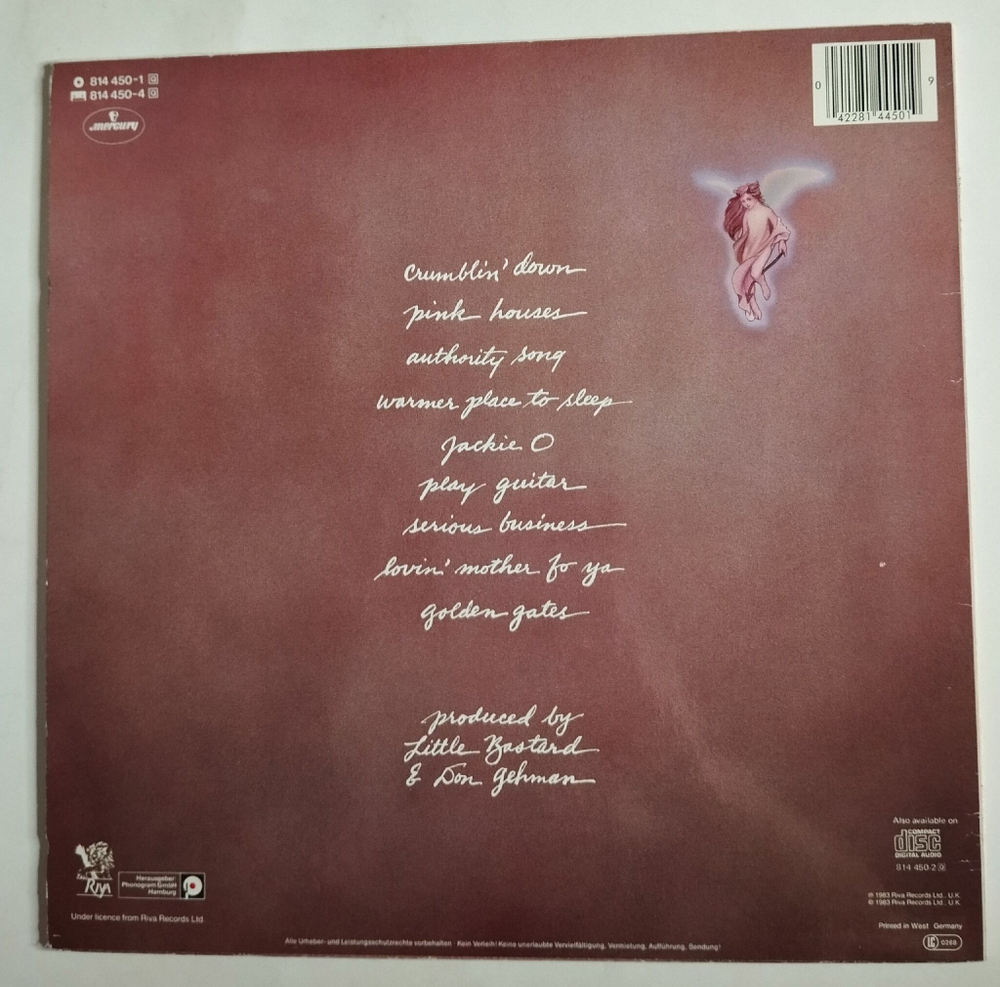 814 450-1 Q
814 450-4 Q
mercury
0 42281 44501 9
crumblin' down
pink houses
authority song
warmer place to sleep
Jackie O
play guitar
serious business
lovin' mother fo ya
golden gates
produced by
Little Bastard
& Don Gehman
Also available on
COMPACT
disc
DIGITAL AUDIO
814 450-2 Q
Riva
Herausgeber:
Phonogram GmbH
Hamburg
Under licence from Riva Records Ltd.
℗ 1983 Riva Records Ltd., U.K.
© 1983 Riva Records Ltd., U.K.
Printed in West Germany
LC 0268
Alle Urheber- und Leistungsschutzrechte vorbehalten · Kein Verleih! Keine unerlaubte Vervielfältigung, Vermietung, Aufführung, Sendung!